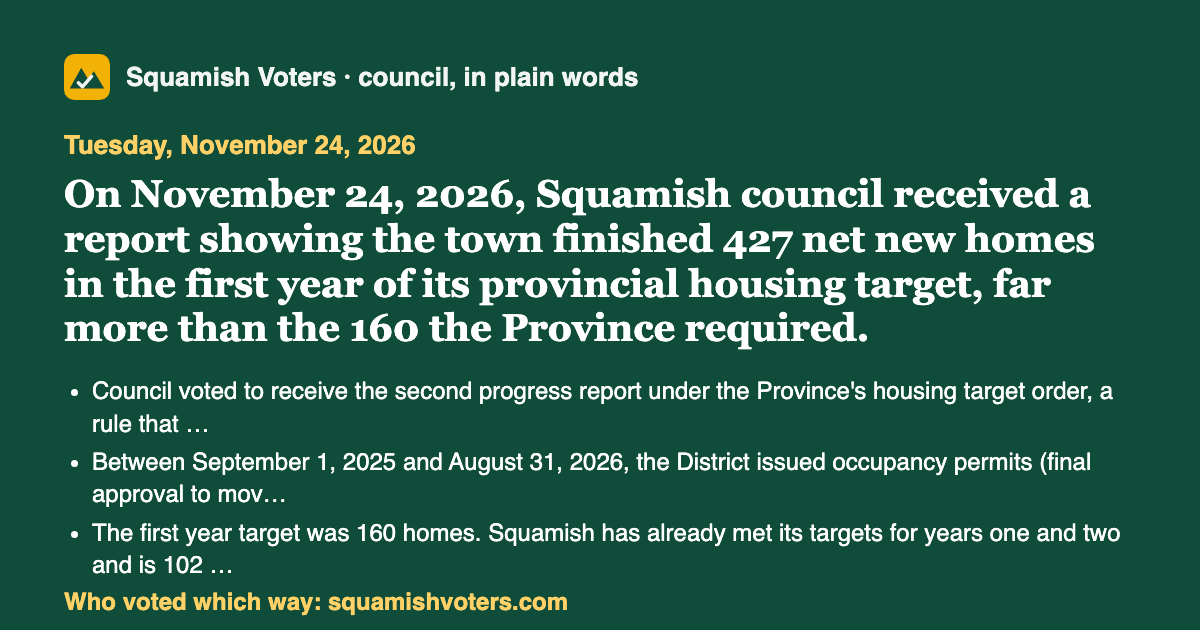 Squamish Voters · council, in plain words
Tuesday, November 24, 2026
On November 24, 2026, Squamish council received a
report showing the town finished 427 net new homes
in the first year of its provincial housing target, far
more than the 160 the Province required.
• Council voted to receive the second progress report under the Province's housing target order, a
rule that …
• Between September 1, 2025 and August 31, 2026, the District issued occupancy permits (final
approval to mov…
• The first year target was 160 homes. Squamish has already met its targets for years one and two
and is 102 …
Who voted which way: squamishvoters.com